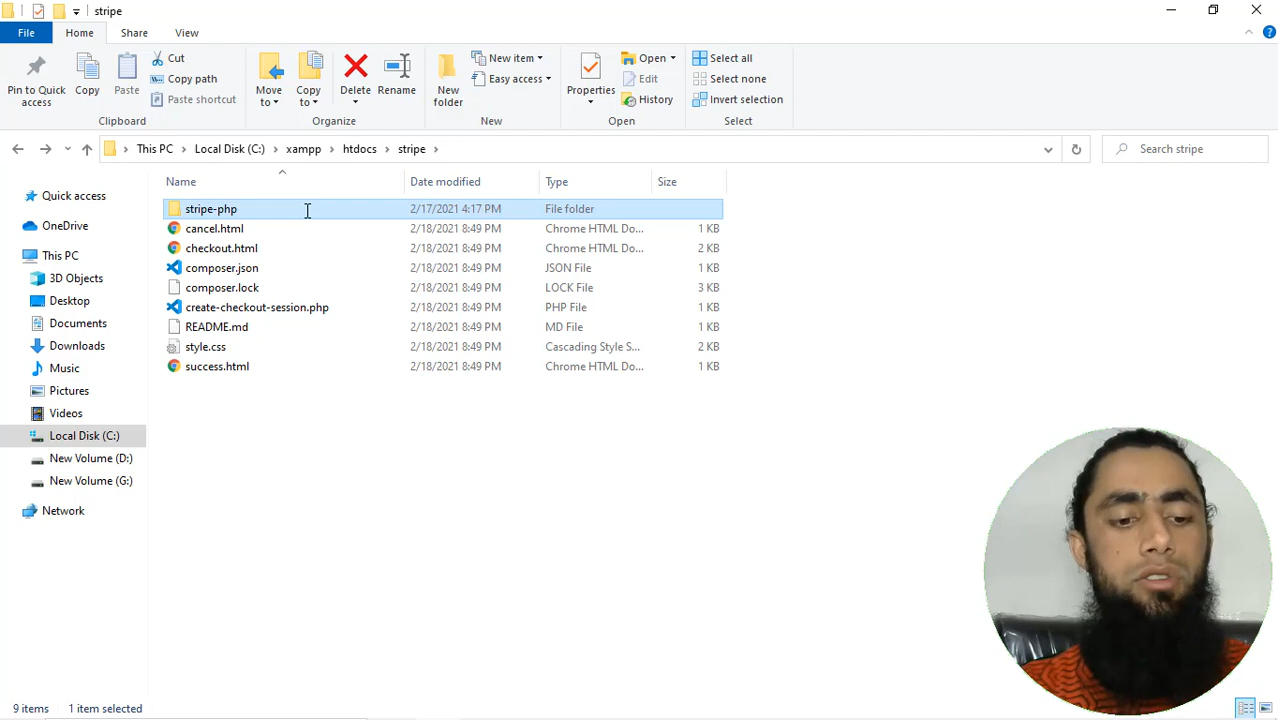 stripe
File Home Share View
Pin to Quick access
Copy
Paste
Cut
Copy path
Paste shortcut
Clipboard
Move to
Copy to
Delete
Rename
Organize
New folder
New item
Easy access
New
Properties
Open
Edit
History
Open
Select all
Select none
Invert selection
Select
This PC Local Disk (C:) xampp htdocs stripe
Search stripe
Quick access
OneDrive
This PC
3D Objects
Desktop
Documents
Downloads
Music
Pictures
Videos
Local Disk (C:)
New Volume (D:)
New Volume (G:)
Network
Name Date modified Type Size
stripe-php 2/17/2021 4:17 PM File folder
cancel.html 2/18/2021 8:49 PM Chrome HTML Do... 1 KB
checkout.html 2/18/2021 8:49 PM Chrome HTML Do... 2 KB
composer.json 2/18/2021 8:49 PM JSON File 1 KB
composer.lock 2/18/2021 8:49 PM LOCK File 3 KB
create-checkout-session.php 2/18/2021 8:49 PM PHP File 1 KB
README.md 2/18/2021 8:49 PM MD File 1 KB
style.css 2/18/2021 8:49 PM Cascading Style S... 2 KB
success.html 2/18/2021 8:49 PM Chrome HTML Do... 1 KB
9 items 1 item selected